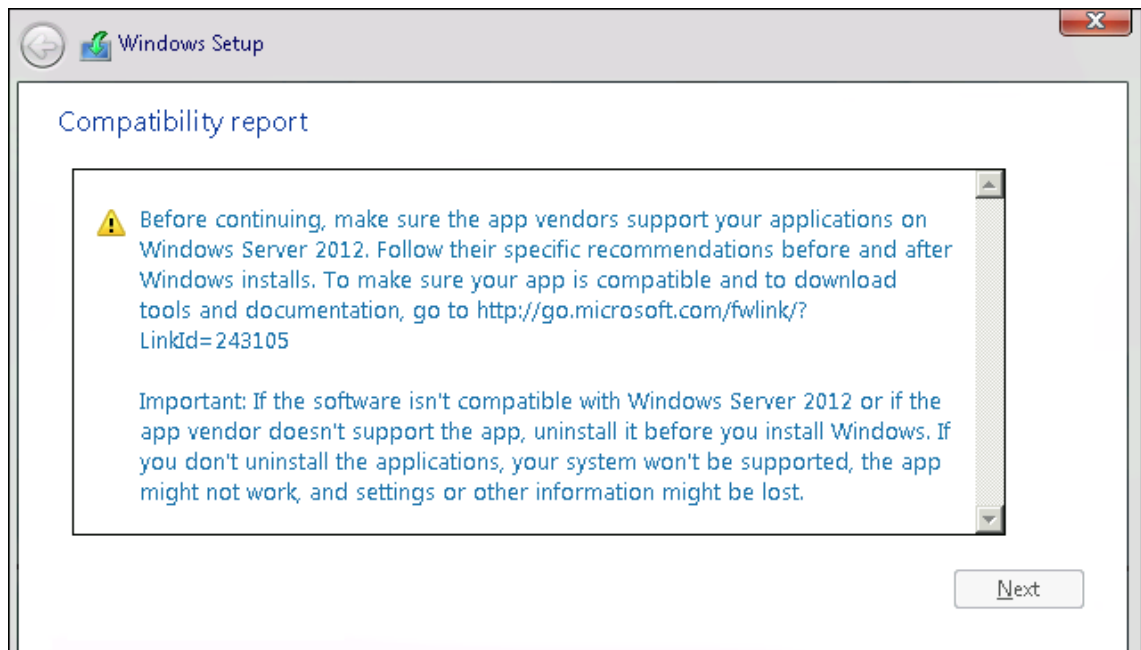 Windows Setup
Compatibility report
Before continuing, make sure the app vendors support your applications on
Windows Server 2012. Follow their specific recommendations before and after
Windows installs. To make sure your app is compatible and to download
tools and documentation, go to http://go.microsoft.com/fwlink/?
LinkId=243105
Important: If the software isn't compatible with Windows Server 2012 or if the
app vendor doesn't support the app, uninstall it before you install Windows. If
you don't uninstall the applications, your system won't be supported, the app
might not work, and settings or other information might be lost.
Next